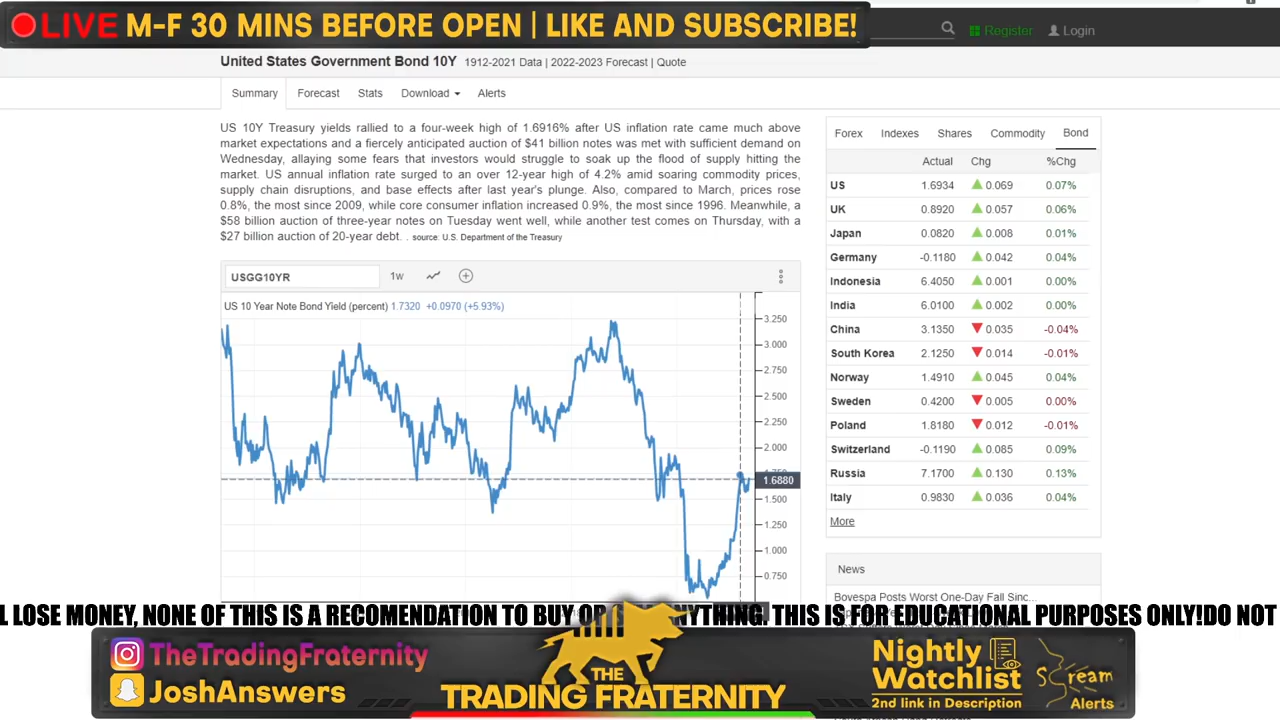 LIVE M-F 30 MINS BEFORE OPEN | LIKE AND SUBSCRIBE!
Register Login
United States Government Bond 10Y 1912-2021 Data | 2022-2023 Forecast | Quote
Summary Forecast Stats Download Alerts
US 10Y Treasury yields rallied to a four-week high of 1.6916% after US inflation rate came much above
market expectations and a fiercely anticipated auction of $41 billion notes was met with sufficient demand on
Wednesday, allaying some fears that investors would struggle to soak up the flood of supply hitting the
market. US annual inflation rate surged to an over 12-year high of 4.2% amid soaring commodity prices,
supply chain disruptions, and base effects after last year's plunge. Also, compared to March, prices rose
0.8%, the most since 2009, while core consumer inflation increased 0.9%, the most since 1996. Meanwhile, a
$58 billion auction of three-year notes on Tuesday went well, while another test comes on Thursday, with a
$27 billion auction of 20-year debt. . source: U.S. Department of the Treasury
USGG10YR 1w
US 10 Year Note Bond Yield (percent) 1.7320 +0.0970 (+5.93%)
3.250
3.000
2.750
2.500
2.250
2.000
1.6880
1.500
1.250
1.000
0.750
Forex Indexes Shares Commodity Bond
Actual Chg %Chg
US 1.6934 0.069 0.07%
UK 0.8920 0.057 0.06%
Japan 0.0820 0.008 0.01%
Germany -0.1180 0.042 0.04%
Indonesia 6.4050 0.001 0.00%
India 6.0100 0.002 0.00%
China 3.1350 0.035 -0.04%
South Korea 2.1250 0.014 -0.01%
Norway 1.4910 0.045 0.04%
Sweden 0.4200 0.005 0.00%
Poland 1.8180 0.012 -0.01%
Switzerland -0.1190 0.085 0.09%
Russia 7.1700 0.130 0.13%
Italy 0.9830 0.036 0.04%
More
News
Bovespa Posts Worst One-Day Fall Sinc...
L LOSE MONEY, NONE OF THIS IS A RECOMENDATION TO BUY OR NYTHING. THIS IS FOR EDUCATIONAL PURPOSES ONLY!DO NOT
TheTradingFraternity
JoshAnswers
THE
TRADING FRATERNITY
Nightly
Watchlist
2nd link in Description
Scream
Alerts